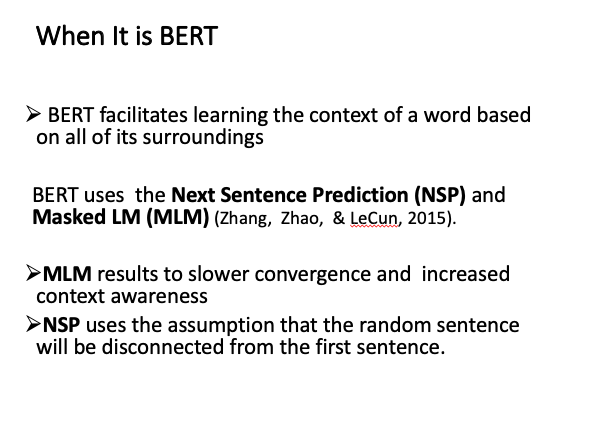 When It is BERT
➢ BERT facilitates learning the context of a word based
on all of its surroundings
BERT uses the Next Sentence Prediction (NSP) and
Masked LM (MLM) (Zhang, Zhao, & LeCun, 2015).
➢MLM results to slower convergence and increased
context awareness
➢NSP uses the assumption that the random sentence
will be disconnected from the first sentence.